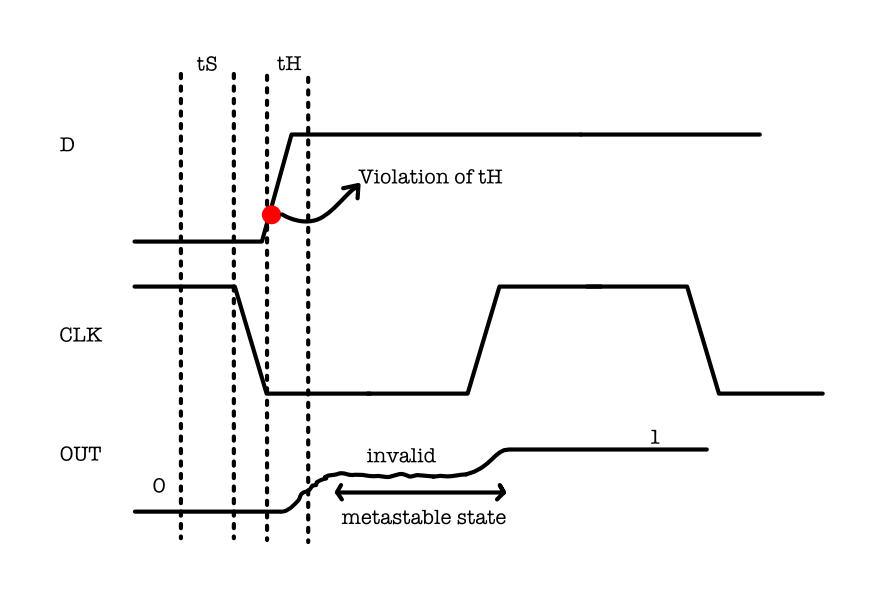 tS
tH
D
Violation of tH
CLK
OUT
0
invalid
1
metastable state